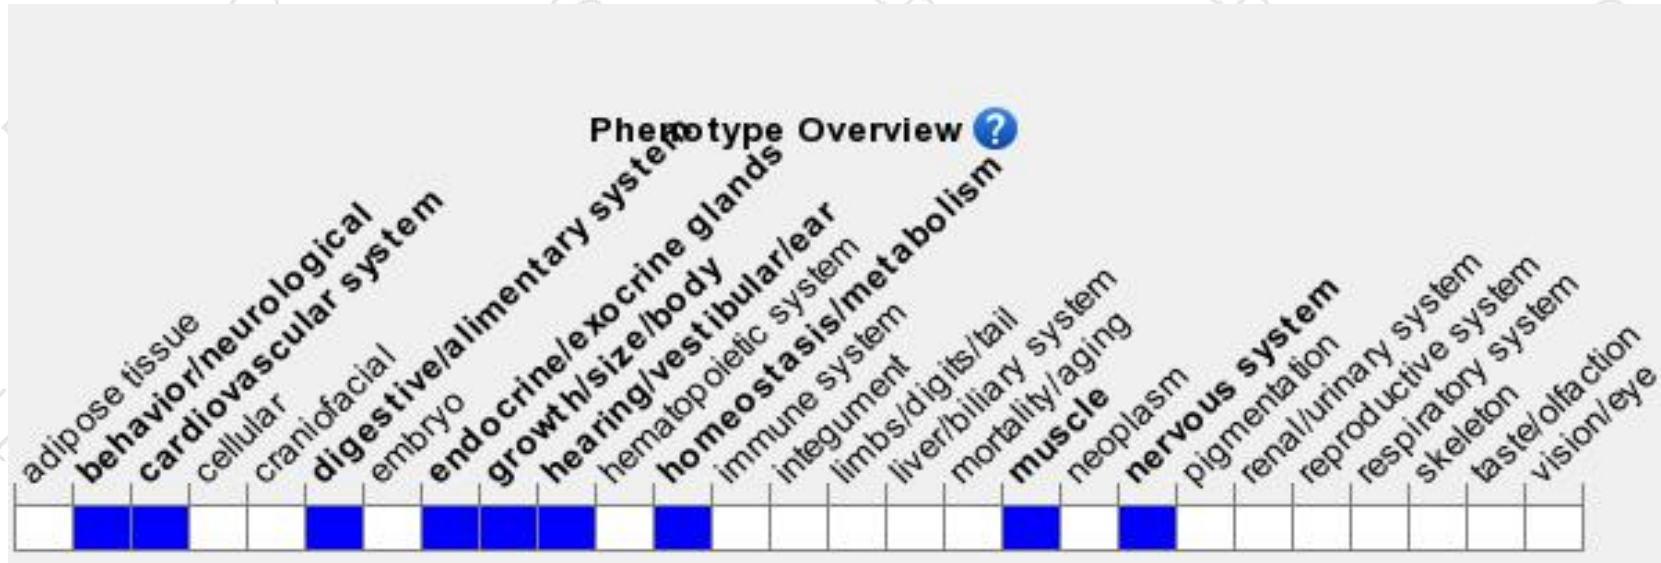 Phenotype Overview ?
adipose tissue
behavior/neurological
cardiovascular system
cellular
craniofacial
digestive/alimentary system
embryo
endocrine/exocrine glands
growth/size/body
hearing/vestibular/ear
hematopoietic system
homeostasis/metabolism
immune system
integument
limbs/digits/tail
liver/biliary system
mortality/aging
muscle
neoplasm
nervous system
pigmentation
renal/urinary system
reproductive system
respiratory system
skeleton
taste/olfaction
vision/eye